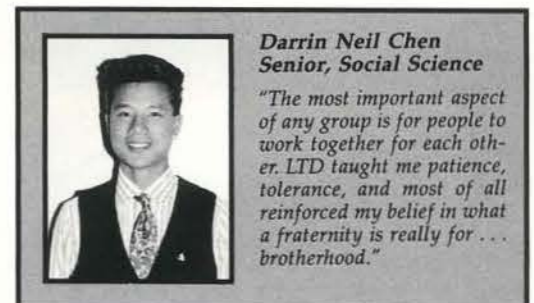 Darrin Neil Chen
Senior, Social Science
"The most important aspect
of any group is for people to
work together for each oth-
er. LTD taught me patience,
tolerance, and most of all
reinforced my belief in what
a fraternity is really for . . .
brotherhood."